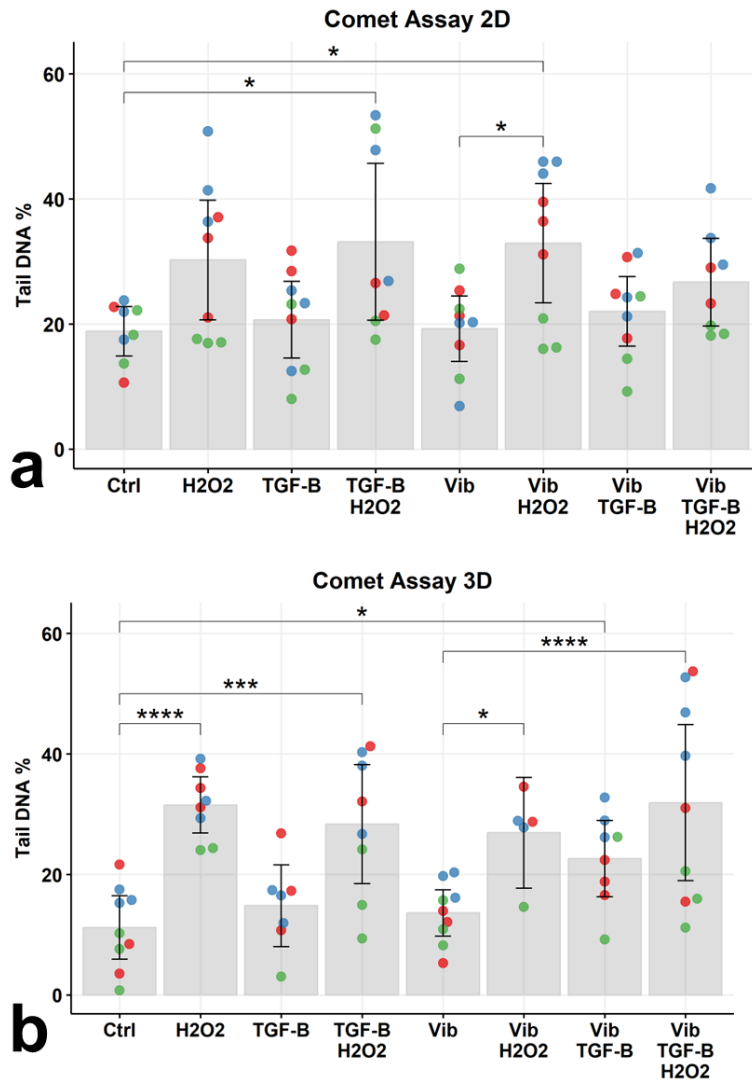 Comet Assay 2D
*
*
*
60
40
20
0
Tail DNA %
a
Ctrl H2O2 TGF-B TGF-B Vib Vib Vib Vib
H2O2 H2O2 TGF-B TGF-B
H2O2
Comet Assay 3D
*
****
***
****
*
60
40
20
0
Tail DNA %
b
Ctrl H2O2 TGF-B TGF-B Vib Vib Vib Vib
H2O2 H2O2 TGF-B TGF-B
H2O2